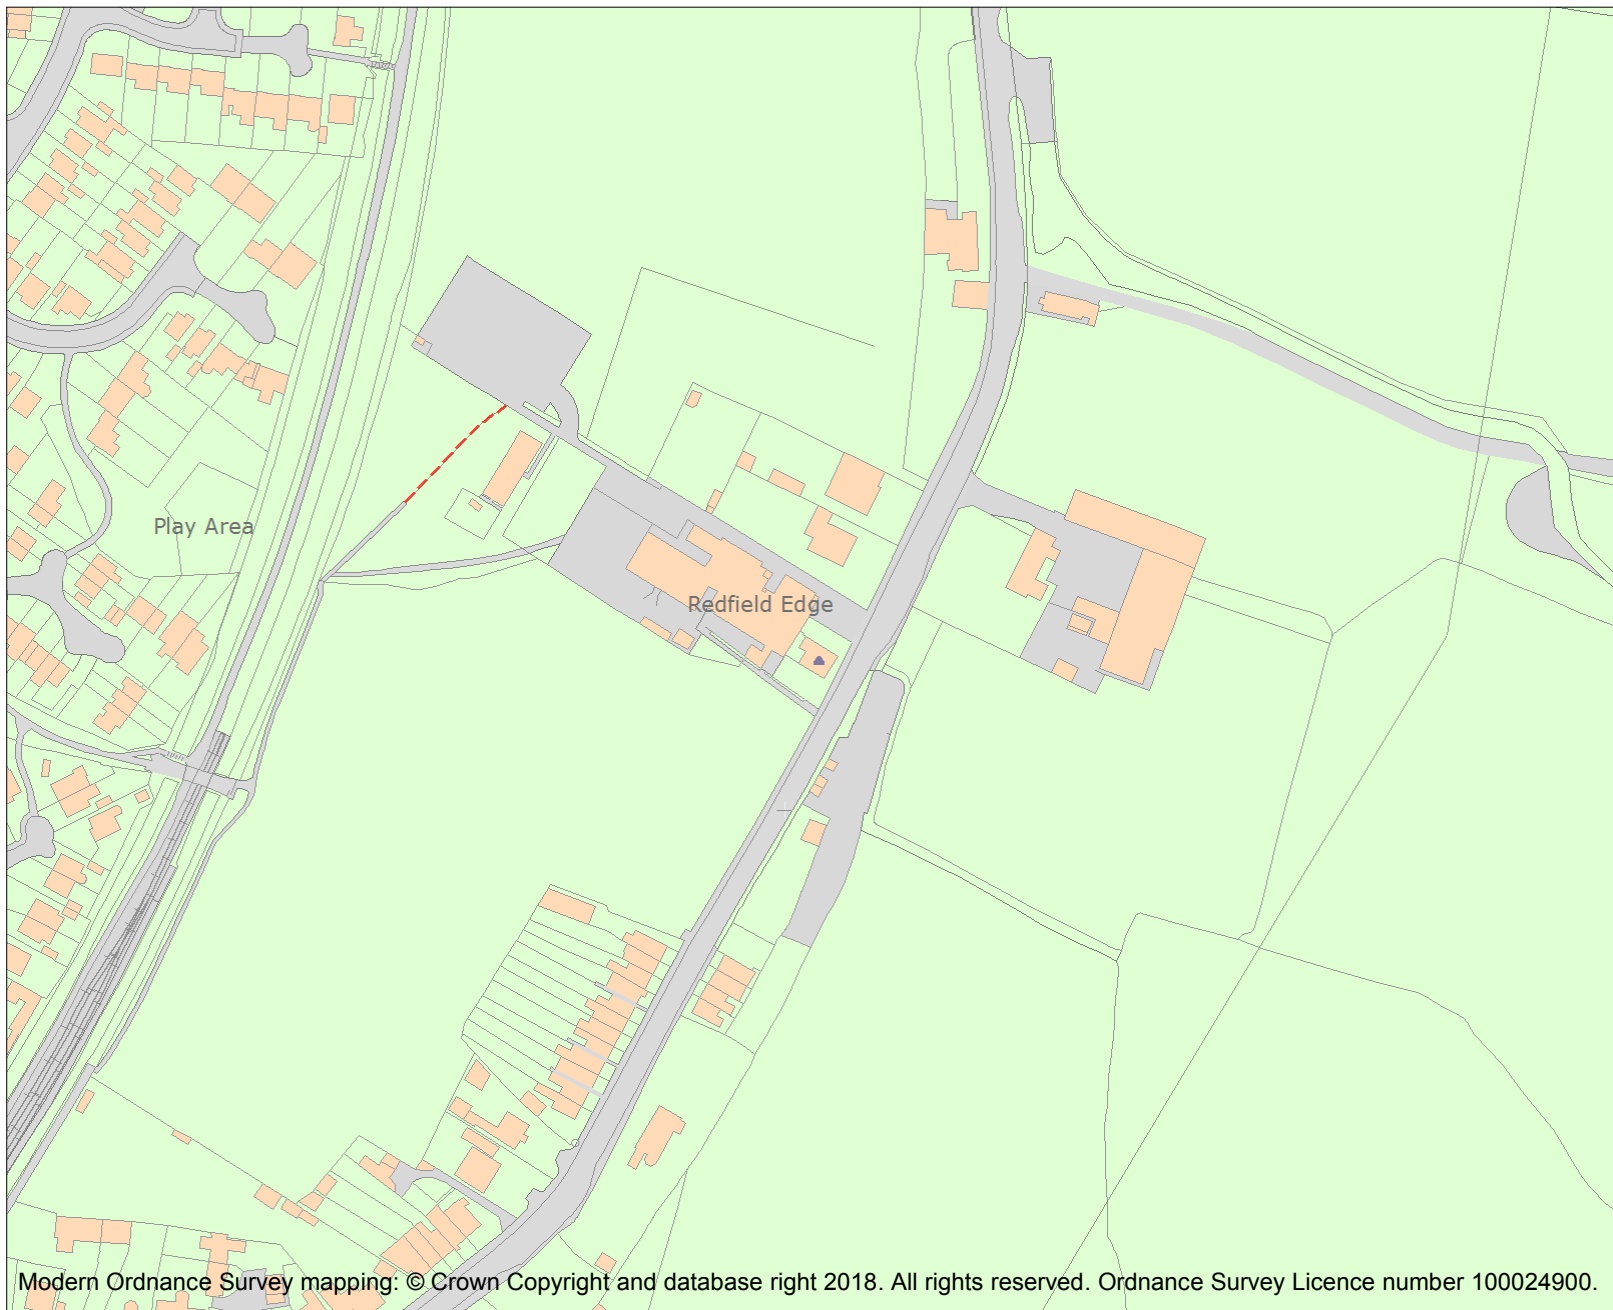 Play Area
Redfield Edge
Modern Ordnance Survey mapping: © Crown Copyright and database right 2018. All rights reserved. Ordnance Survey Licence number 100024900.